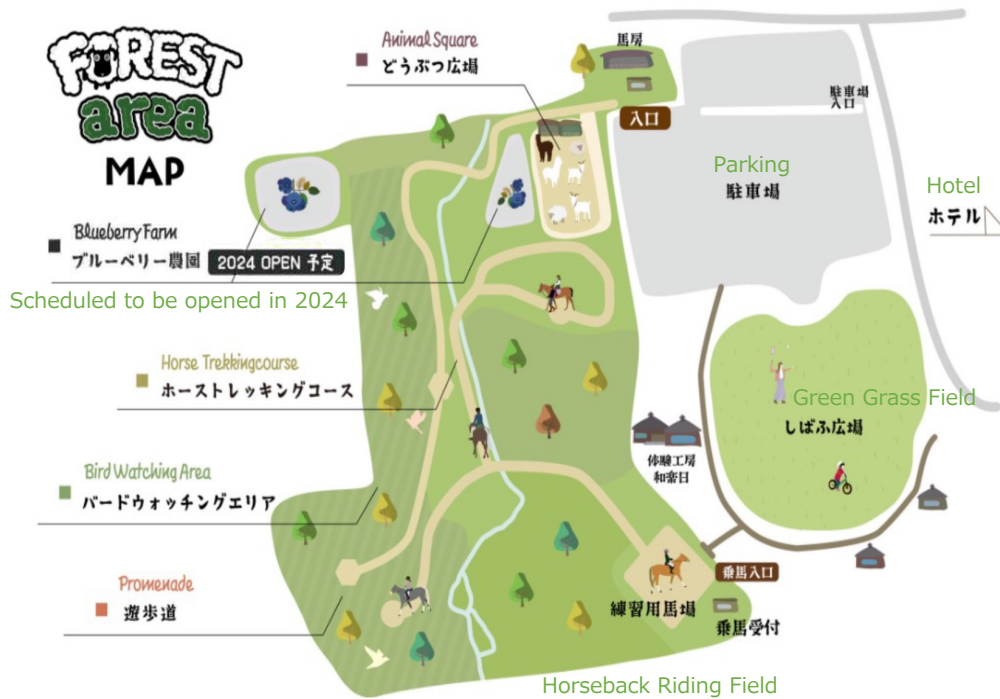 FOREST
area
MAP
Animal Square
どうぶつ広場
馬房
入口
駐車場
入口
Parking
駐車場
Hotel
ホテル
Blueberry Farm
ブルーベリー農園
2024 OPEN 予定
Scheduled to be opened in 2024
Horse Trekkingcourse
ホーストレッキングコース
Green Grass Field
しばふ広場
体験工房
和楽日
Bird Watching Area
バードウォッチングエリア
Promenade
遊歩道
乗馬入口
練習用馬場
乗馬受付
Horseback Riding Field